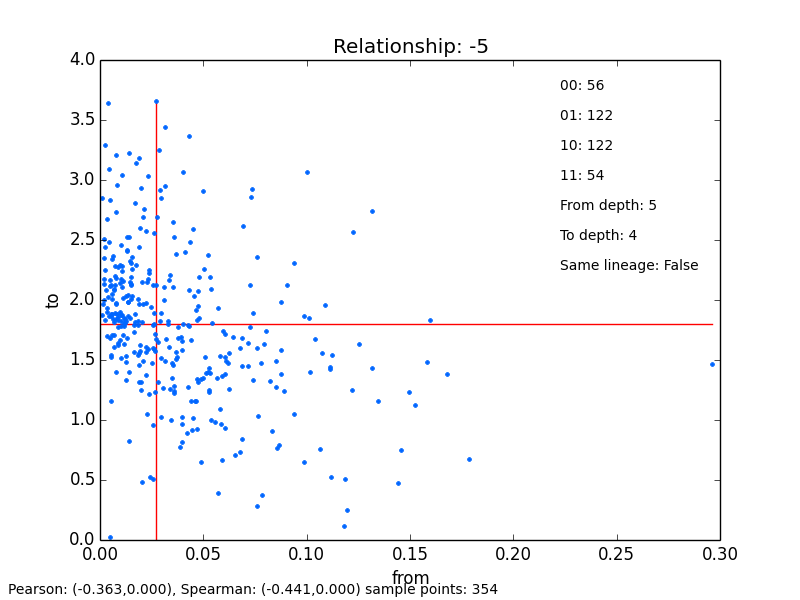 Relationship: -5
4.0
3.5
3.0
2.5
2.0
1.5
1.0
0.5
0.0
to
00: 56
01: 122
10: 122
11: 54
From depth: 5
To depth: 4
Same lineage: False
0.00 0.05 0.10 0.15 0.20 0.25 0.30
from
Pearson: (-0.363,0.000), Spearman: (-0.441,0.000) sample points: 354